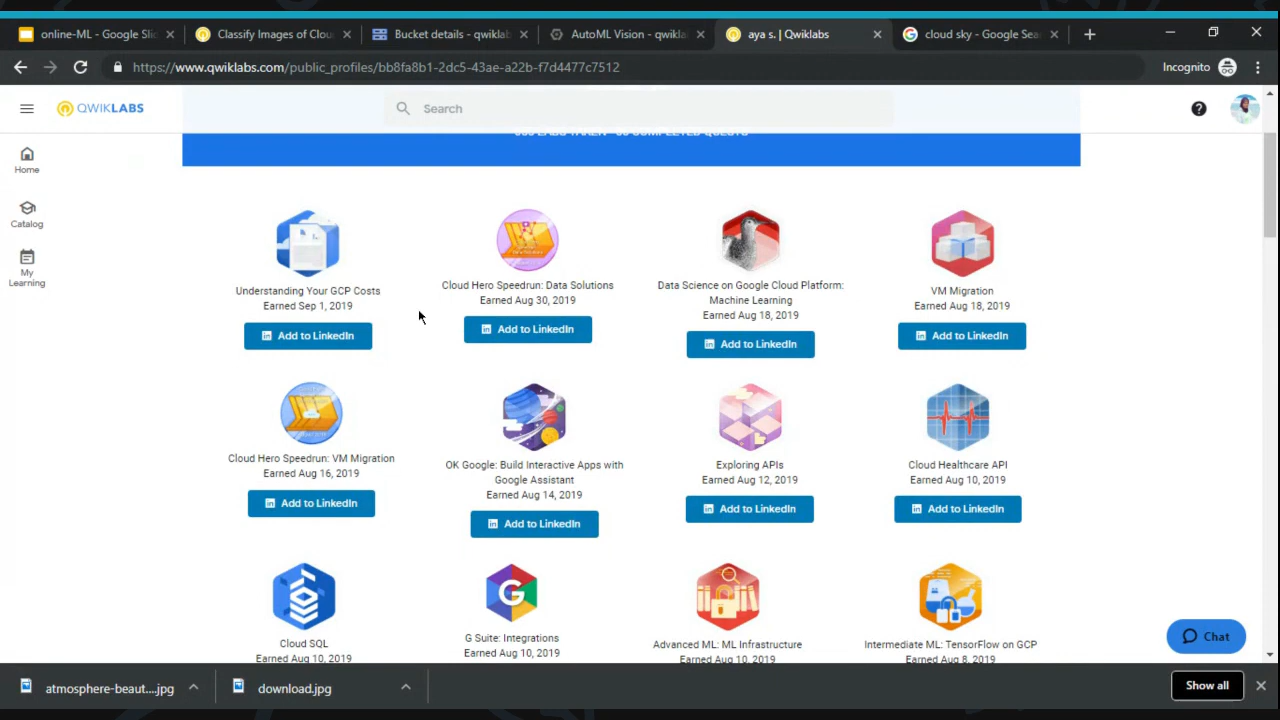 online-ML - Google Slid
Classify Images of Clou
Bucket details - qwiklab
AutoML Vision - qwikla
aya s. | Qwiklabs
cloud sky - Google Sea
https://www.qwiklabs.com/public_profiles/bb8fa8b1-2dc5-43ae-a22b-f7d4477c7512
Incognito
QWIKLABS
Search
Home
Catalog
My
Learning
Understanding Your GCP Costs
Earned Sep 1, 2019
Add to LinkedIn
Cloud Hero Speedrun: Data Solutions
Earned Aug 30, 2019
Add to LinkedIn
Data Science on Google Cloud Platform:
Machine Learning
Earned Aug 18, 2019
Add to LinkedIn
VM Migration
Earned Aug 18, 2019
Add to LinkedIn
Cloud Hero Speedrun: VM Migration
Earned Aug 16, 2019
Add to LinkedIn
OK Google: Build Interactive Apps with
Google Assistant
Earned Aug 14, 2019
Add to LinkedIn
Exploring APIs
Earned Aug 12, 2019
Add to LinkedIn
Cloud Healthcare API
Earned Aug 10, 2019
Add to LinkedIn
Cloud SQL
Earned Aug 10, 2019
G Suite: Integrations
Earned Aug 10, 2019
Advanced ML: ML Infrastructure
Earned Aug 10, 2019
Intermediate ML: TensorFlow on GCP
Earned Aug 8, 2019
Chat
atmosphere-beaut....jpg
download.jpg
Show all